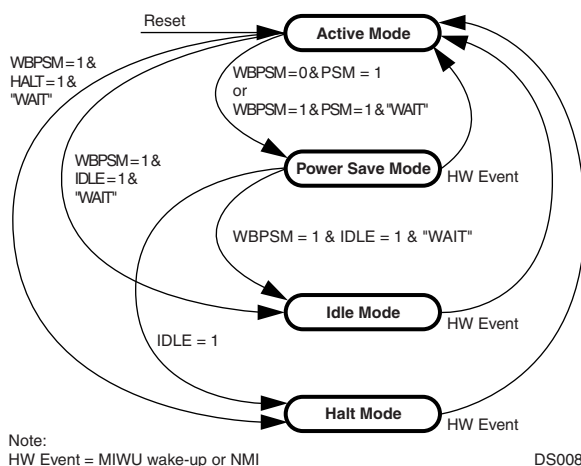 Reset
Active Mode
WBPSM=1 &
HALT=1 &
"WAIT"
WBPSM=0 & PSM = 1
or
WBPSM=1 & PSM=1 & "WAIT"
WBPSM=1 &
IDLE=1 &
"WAIT"
Power Save Mode
HW Event
WBPSM = 1 & IDLE = 1 & "WAIT"
Idle Mode
HW Event
IDLE = 1
Halt Mode
HW Event
Note:
HW Event = MIWU wake-up or NMI
DS008